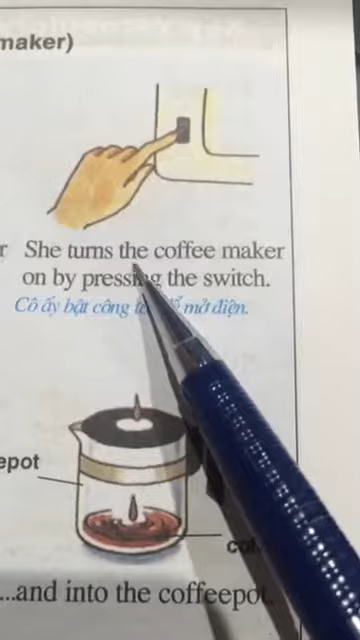 maker)
She turns the coffee maker
on by pressing the switch.
Cô ấy bật công mở điện.
epot
...and into the coffeepot.